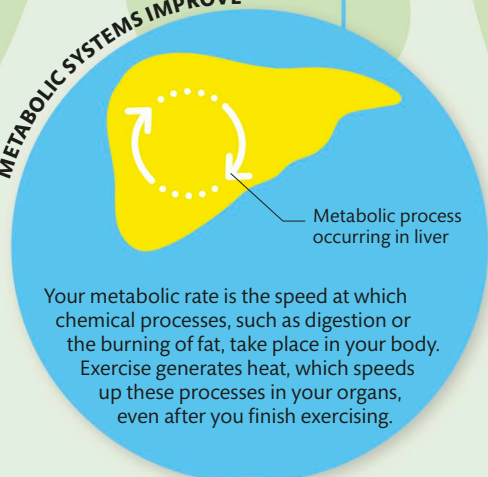 METABOLIC SYSTEMS IMPROVE
Metabolic process
occurring in liver
Your metabolic rate is the speed at which
chemical processes, such as digestion or
the burning of fat, take place in your body.
Exercise generates heat, which speeds
up these processes in your organs,
even after you finish exercising.